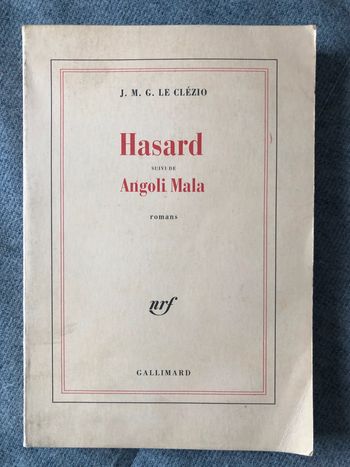 J. M. G. LE CLÉZIO
Hasard
SUIVI DE
Angoli Mala
romans
nrf
GALLIMARD